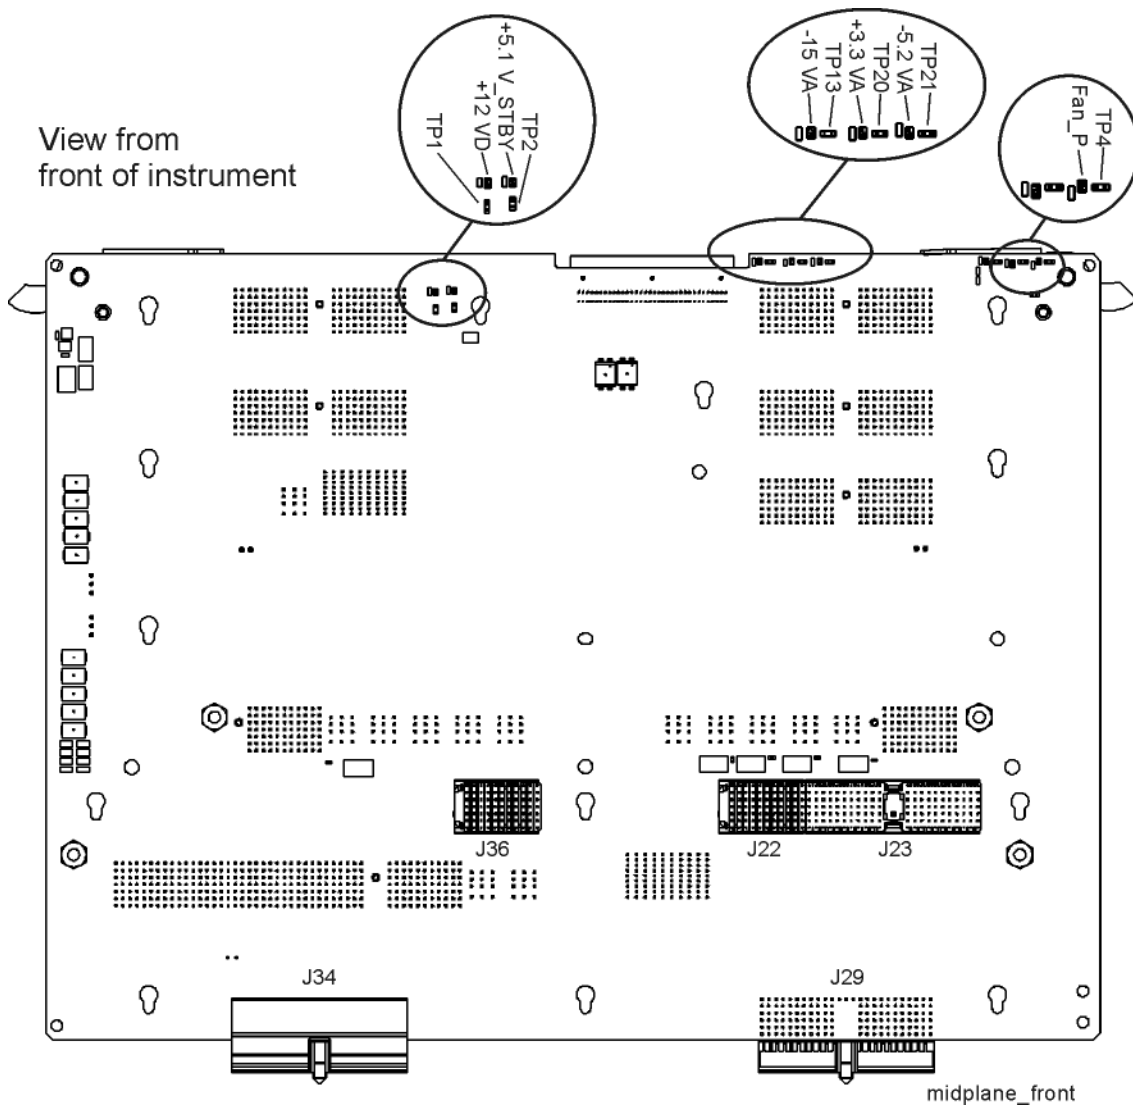 View from
front of instrument
TP1
+12 VD
+5.1 V_STBY
TP2
-15 VA
TP13
+3.3 VA
TP20
-5.2 VA
TP21
Fan_P
TP4
J36
J22
J23
J34
J29
midplane_front